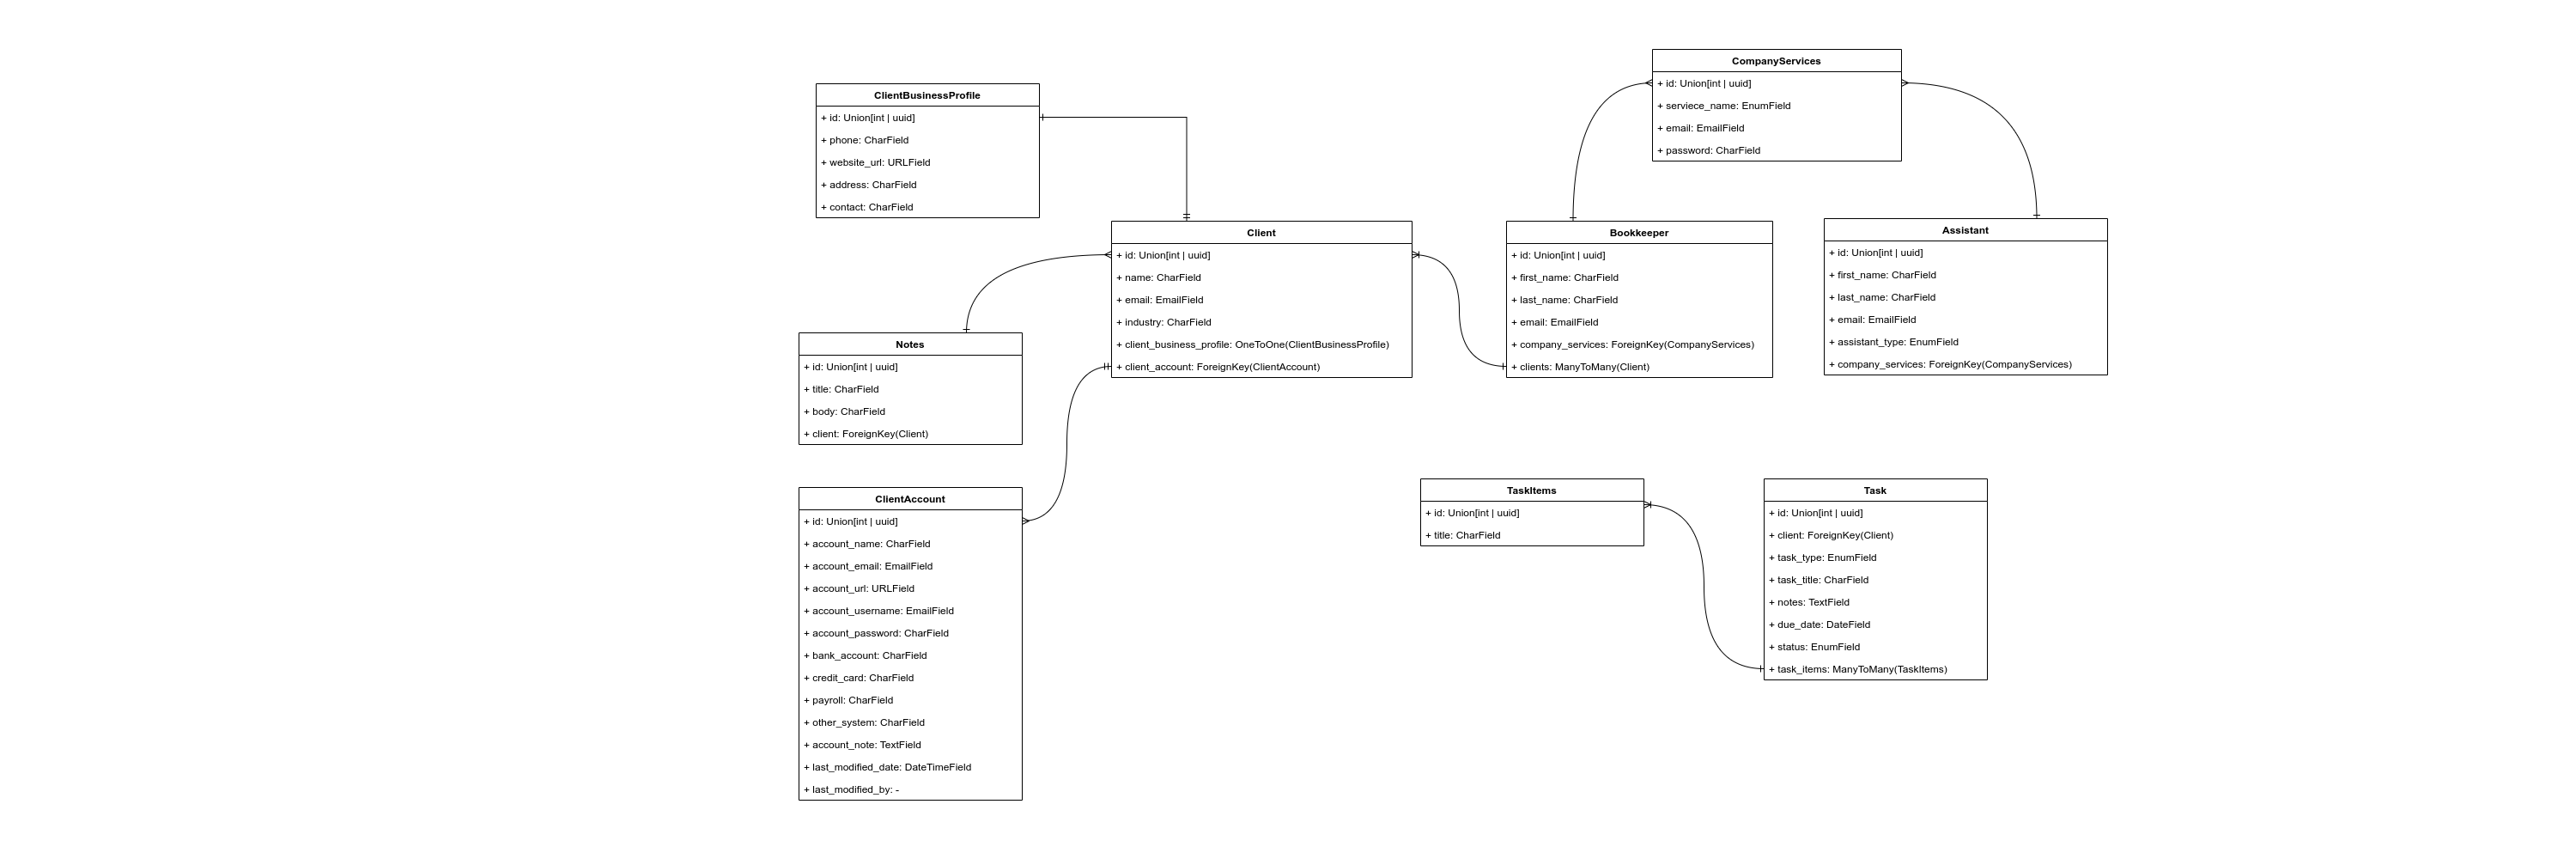 CompanyServices
+ id: Union[int | uuid]
+ serviece_name: EnumField
+ email: EmailField
+ password: CharField
ClientBusinessProfile
+ id: Union[int | uuid]
+ phone: CharField
+ website_url: URLField
+ address: CharField
+ contact: CharField
Client
+ id: Union[int | uuid]
+ name: CharField
+ email: EmailField
+ industry: CharField
+ client_business_profile: OneToOne(ClientBusinessProfile)
+ client_account: ForeignKey(ClientAccount)
Bookkeeper
+ id: Union[int | uuid]
+ first_name: CharField
+ last_name: CharField
+ email: EmailField
+ company_services: ForeignKey(CompanyServices)
+ clients: ManyToMany(Client)
Assistant
+ id: Union[int | uuid]
+ first_name: CharField
+ last_name: CharField
+ email: EmailField
+ assistant_type: EnumField
+ company_services: ForeignKey(CompanyServices)
Notes
+ id: Union[int | uuid]
+ title: CharField
+ body: CharField
+ client: ForeignKey(Client)
ClientAccount
+ id: Union[int | uuid]
+ account_name: CharField
+ account_email: EmailField
+ account_url: URLField
+ account_username: EmailField
+ account_password: CharField
+ bank_account: CharField
+ credit_card: CharField
+ payroll: CharField
+ other_system: CharField
+ account_note: TextField
+ last_modified_date: DateTimeField
+ last_modified_by: -
TaskItems
+ id: Union[int | uuid]
+ title: CharField
Task
+ id: Union[int | uuid]
+ client: ForeignKey(Client)
+ task_type: EnumField
+ task_title: CharField
+ notes: TextField
+ due_date: DateField
+ status: EnumField
+ task_items: ManyToMany(TaskItems)